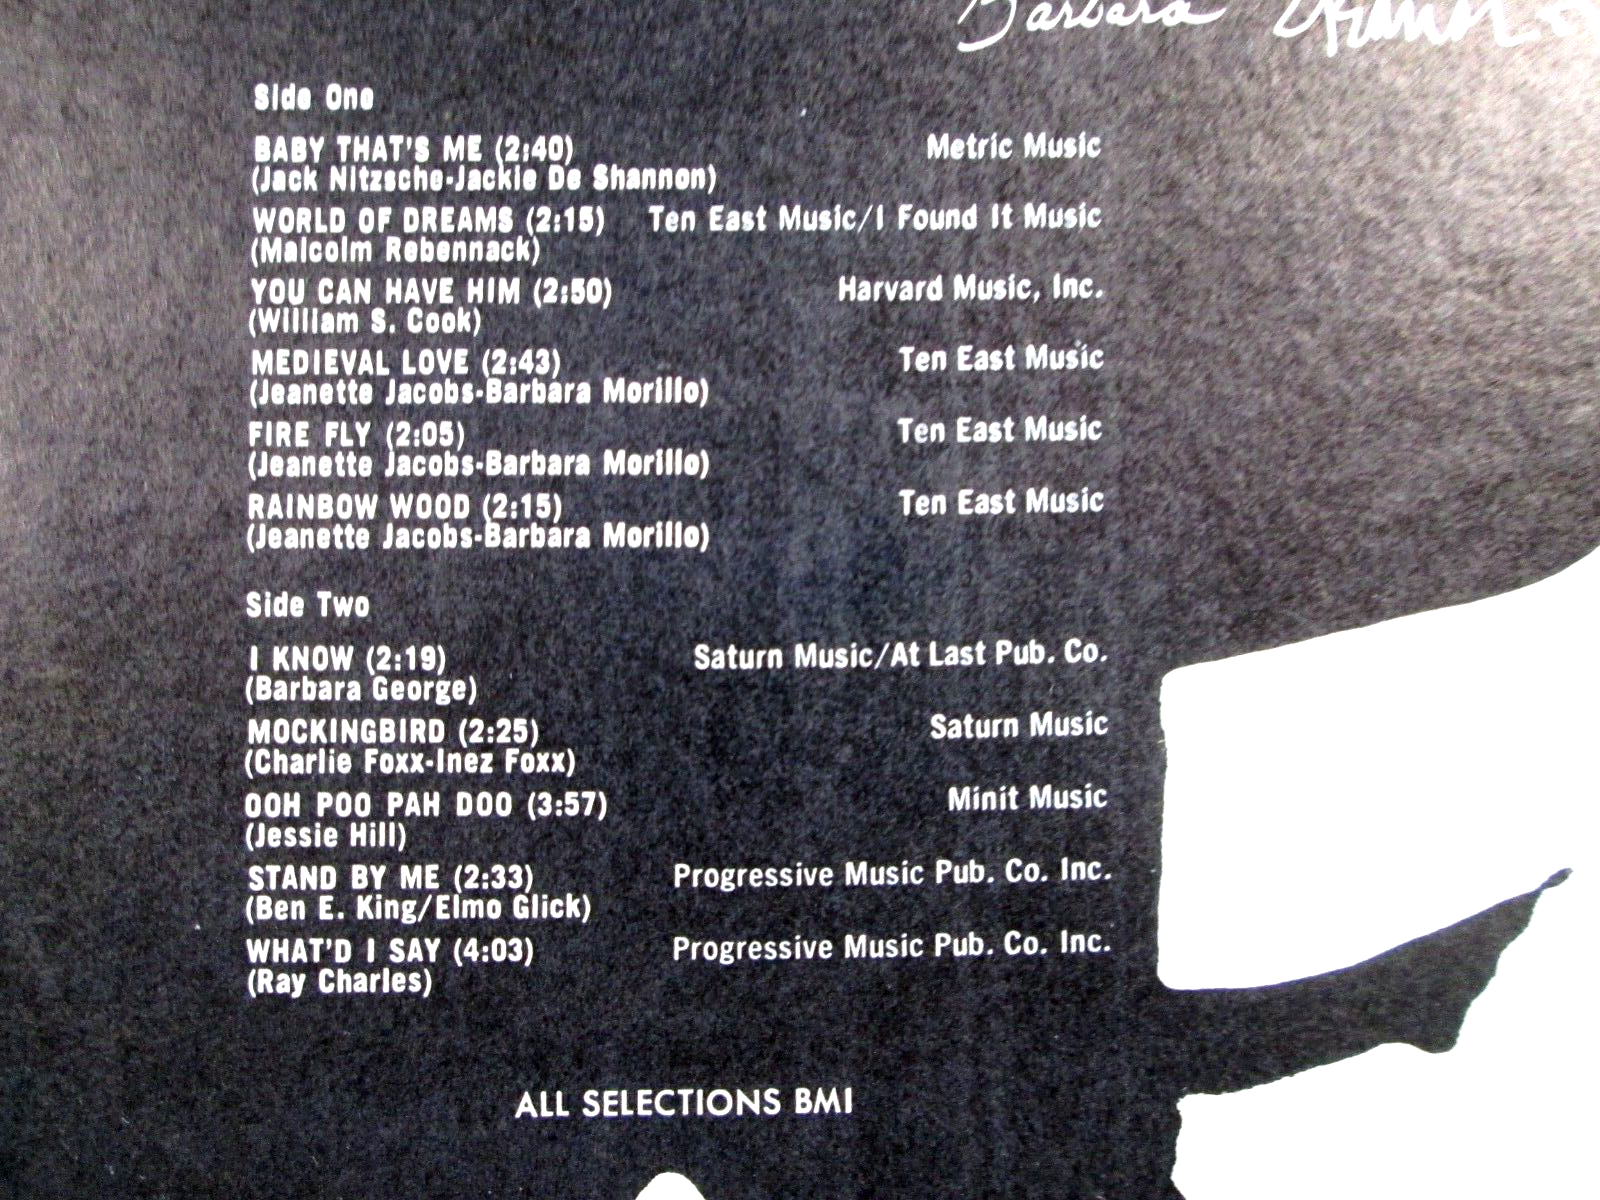 Barbara
Side One
BABY THAT'S ME (2:40) Metric Music
(Jack Nitzsche-Jackie De Shannon)
WORLD OF DREAMS (2:15) Ten East Music/I Found It Music
(Malcolm Rebennack)
YOU CAN HAVE HIM (2:50) Harvard Music, Inc.
(William S. Cook)
MEDIEVAL LOVE (2:43) Ten East Music
(Jeanette Jacobs-Barbara Morillo)
FIRE FLY (2:05) Ten East Music
(Jeanette Jacobs-Barbara Morillo)
RAINBOW WOOD (2:15) Ten East Music
(Jeanette Jacobs-Barbara Morillo)
Side Two
I KNOW (2:19) Saturn Music/At Last Pub. Co.
(Barbara George)
MOCKINGBIRD (2:25) Saturn Music
(Charlie Foxx-Inez Foxx)
OOH POO PAH DOO (3:57) Minit Music
(Jessie Hill)
STAND BY ME (2:33) Progressive Music Pub. Co. Inc.
(Ben E. King/Elmo Glick)
WHAT'D I SAY (4:03) Progressive Music Pub. Co. Inc.
(Ray Charles)
ALL SELECTIONS BMI